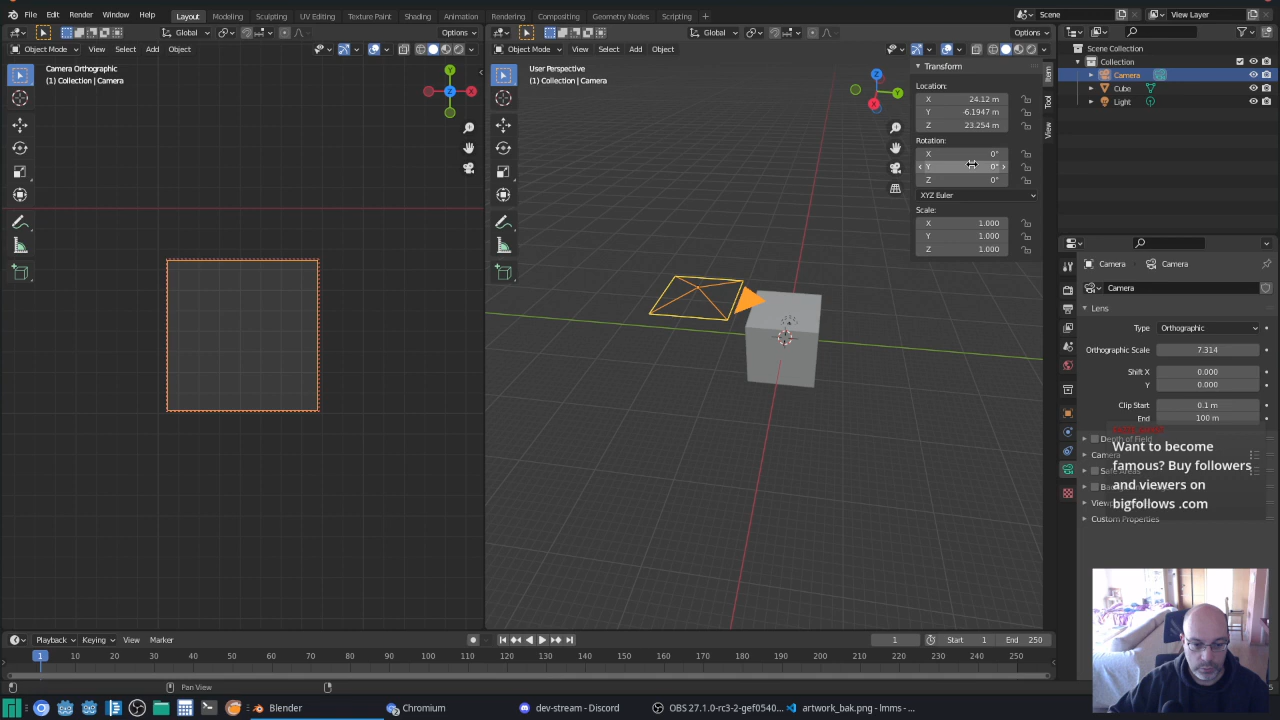 File Edit Render Window Help Layout Modeling Sculpting UV Editing Texture Paint Shading Animation Rendering Compositing Geometry Nodes Scripting + Scene View Layer
Global Options Global Options
Object Mode View Select Add Object Object Mode View Select Add Object
Camera Orthographic
(1) Collection | Camera
User Perspective
(1) Collection | Camera
Z
Y
X
Y
Z
X
Transform
Location:
X 24.12 m
Y -6.1947 m
Z 23.254 m
Rotation:
X 0°
Y 0°
Z 0°
XYZ Euler
Scale:
X 1.000
Y 1.000
Z 1.000
Item
Tool
View
Scene Collection
Collection
Camera
Cube
Light
Camera Camera
Camera
Lens
Type Orthographic
Orthographic Scale 7.314
Shift X 0.000
Y 0.000
Clip Start 0.1 m
End 100 m
Depth of Field
Camera
Custom Properties
Want to become
famous? Buy followers
and viewers on
bigfollows .com
Playback Keying View Marker 1 Start 1 End 250
1 10 20 30 40 50 60 70 80 90 100 110 120 130 140 150 160 170 180 190 200 210 220 230 240 250
Pan View
Blender Chromium dev-stream - Discord OBS 27.1.0-rc3-2-gef0540... artwork_bak.png - lmms - ...